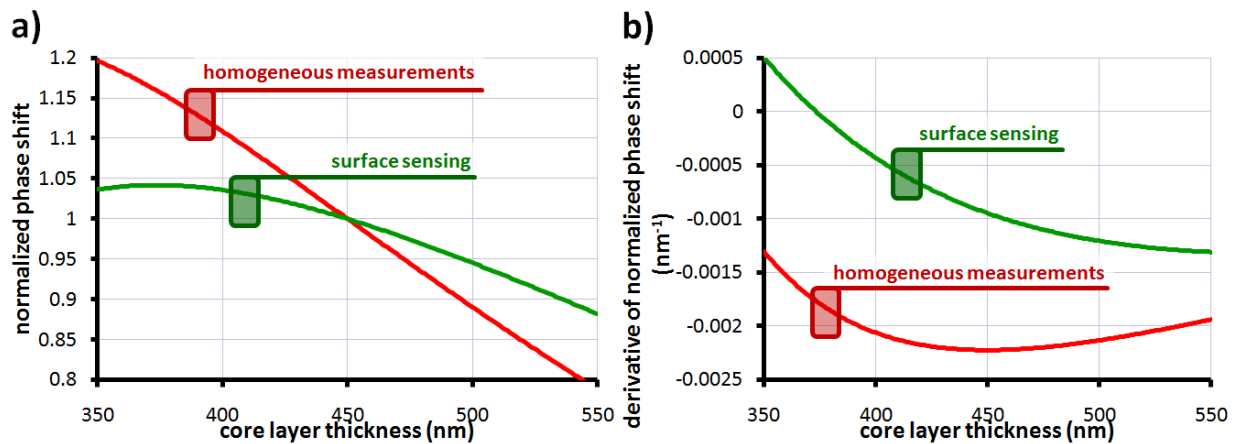 a)
normalized phase shift
1.2
1.15
1.1
1.05
1
0.95
0.9
0.85
0.8
homogeneous measurements
surface sensing
350
400
450
500
550
core layer thickness (nm)
b)
derivative of normalized phase shift
(nm⁻¹)
0.0005
0
-0.0005
-0.001
-0.0015
-0.002
-0.0025
surface sensing
homogeneous measurements
350
400
450
500
550
core layer thickness (nm)